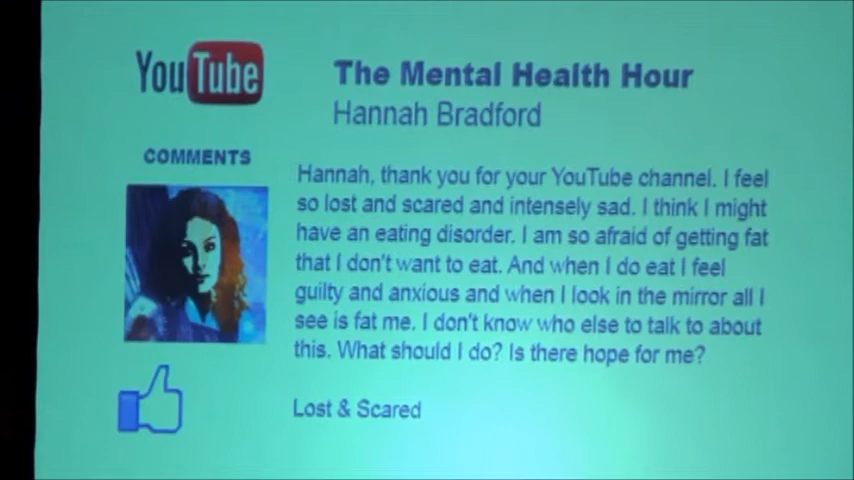 YouTube
The Mental Health Hour
Hannah Bradford
COMMENTS
Hannah, thank you for your YouTube channel. I feel
so lost and scared and intensely sad. I think I might
have an eating disorder. I am so afraid of getting fat
that I don't want to eat. And when I do eat I feel
guilty and anxious and when I look in the mirror all I
see is fat me. I don't know who else to talk to about
this. What should I do? Is there hope for me?
Lost & Scared